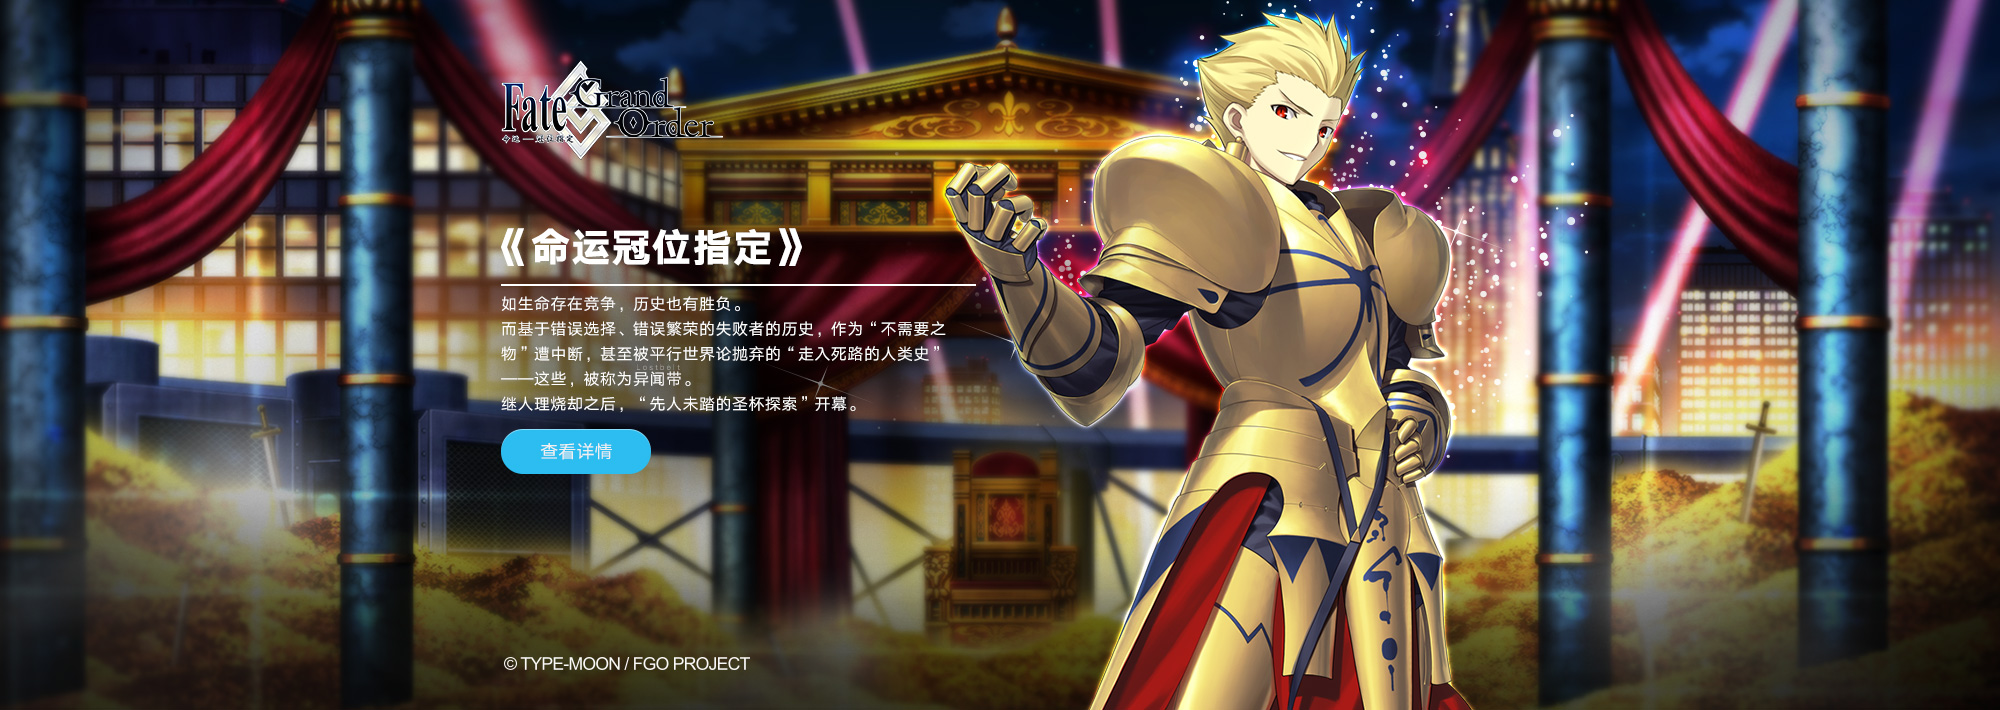 Fate
Grand
Order
命运—冠位指定
《命运冠位指定》
如生命存在竞争，历史也有胜负。
而基于错误选择、错误繁荣的失败者的历史，作为“不需要之
物”遭中断，甚至被平行世界论抛弃的“走入死路的人类史”
Lostbelt
——这些，被称为异闻带。
继人理烧却之后，“先人未踏的圣杯探索”开幕。
查看详情
© TYPE-MOON / FGO PROJECT